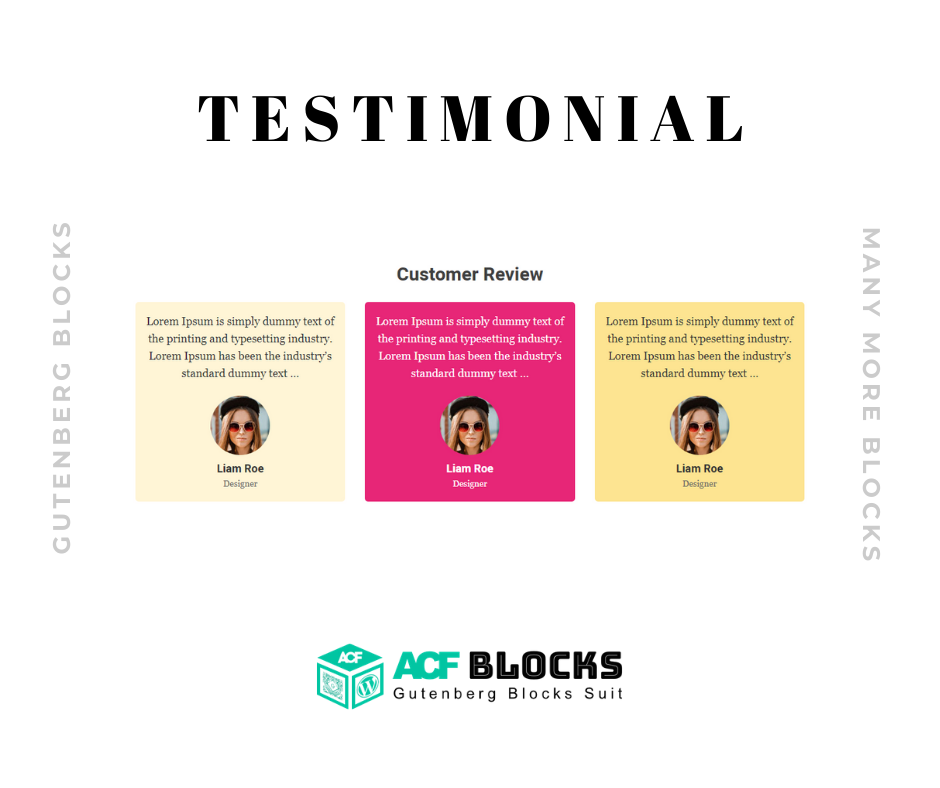 TESTIMONIAL
GUTENBERG BLOCKS
MANY MORE BLOCKS
Customer Review
Lorem Ipsum is simply dummy text of
the printing and typesetting industry.
Lorem Ipsum has been the industry's
standard dummy text ...
Liam Roe
Designer
Lorem Ipsum is simply dummy text of
the printing and typesetting industry.
Lorem Ipsum has been the industry's
standard dummy text ...
Liam Roe
Designer
Lorem Ipsum is simply dummy text of
the printing and typesetting industry.
Lorem Ipsum has been the industry's
standard dummy text ...
Liam Roe
Designer
ACF
ACF BLOCKS
Gutenberg Blocks Suit